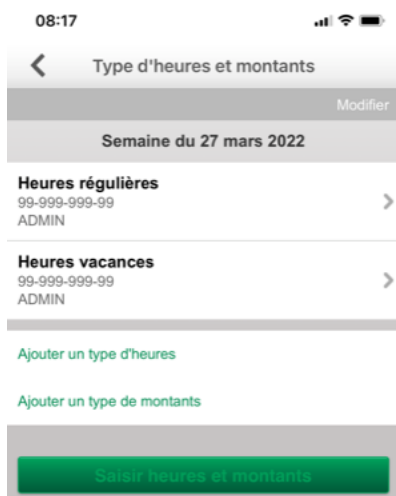 08:17
Type d'heures et montants
Modifier
Semaine du 27 mars 2022
Heures régulières
99-999-999-99
ADMIN
Heures vacances
99-999-999-99
ADMIN
Ajouter un type d'heures
Ajouter un type de montants
Saisir heures et montants